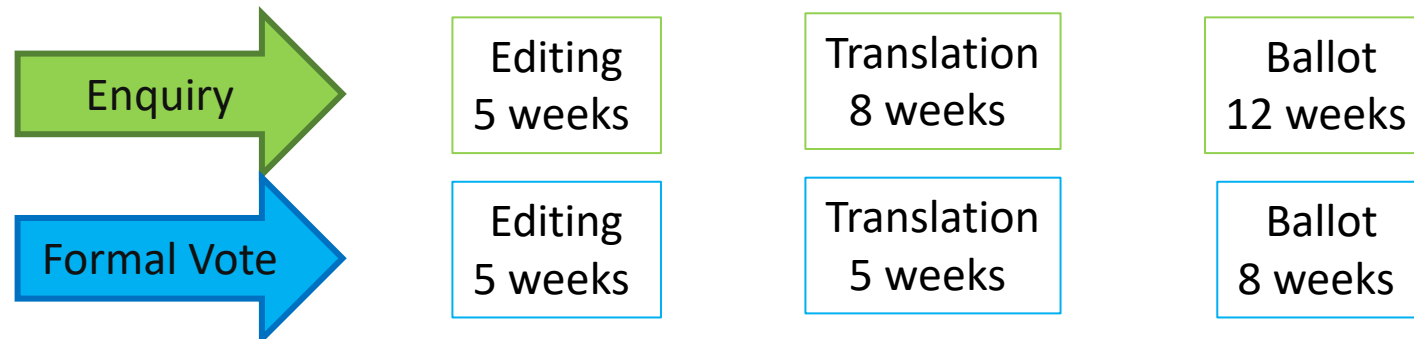 Enquiry
Editing
5 weeks
Translation
8 weeks
Ballot
12 weeks
Formal Vote
Editing
5 weeks
Translation
5 weeks
Ballot
8 weeks